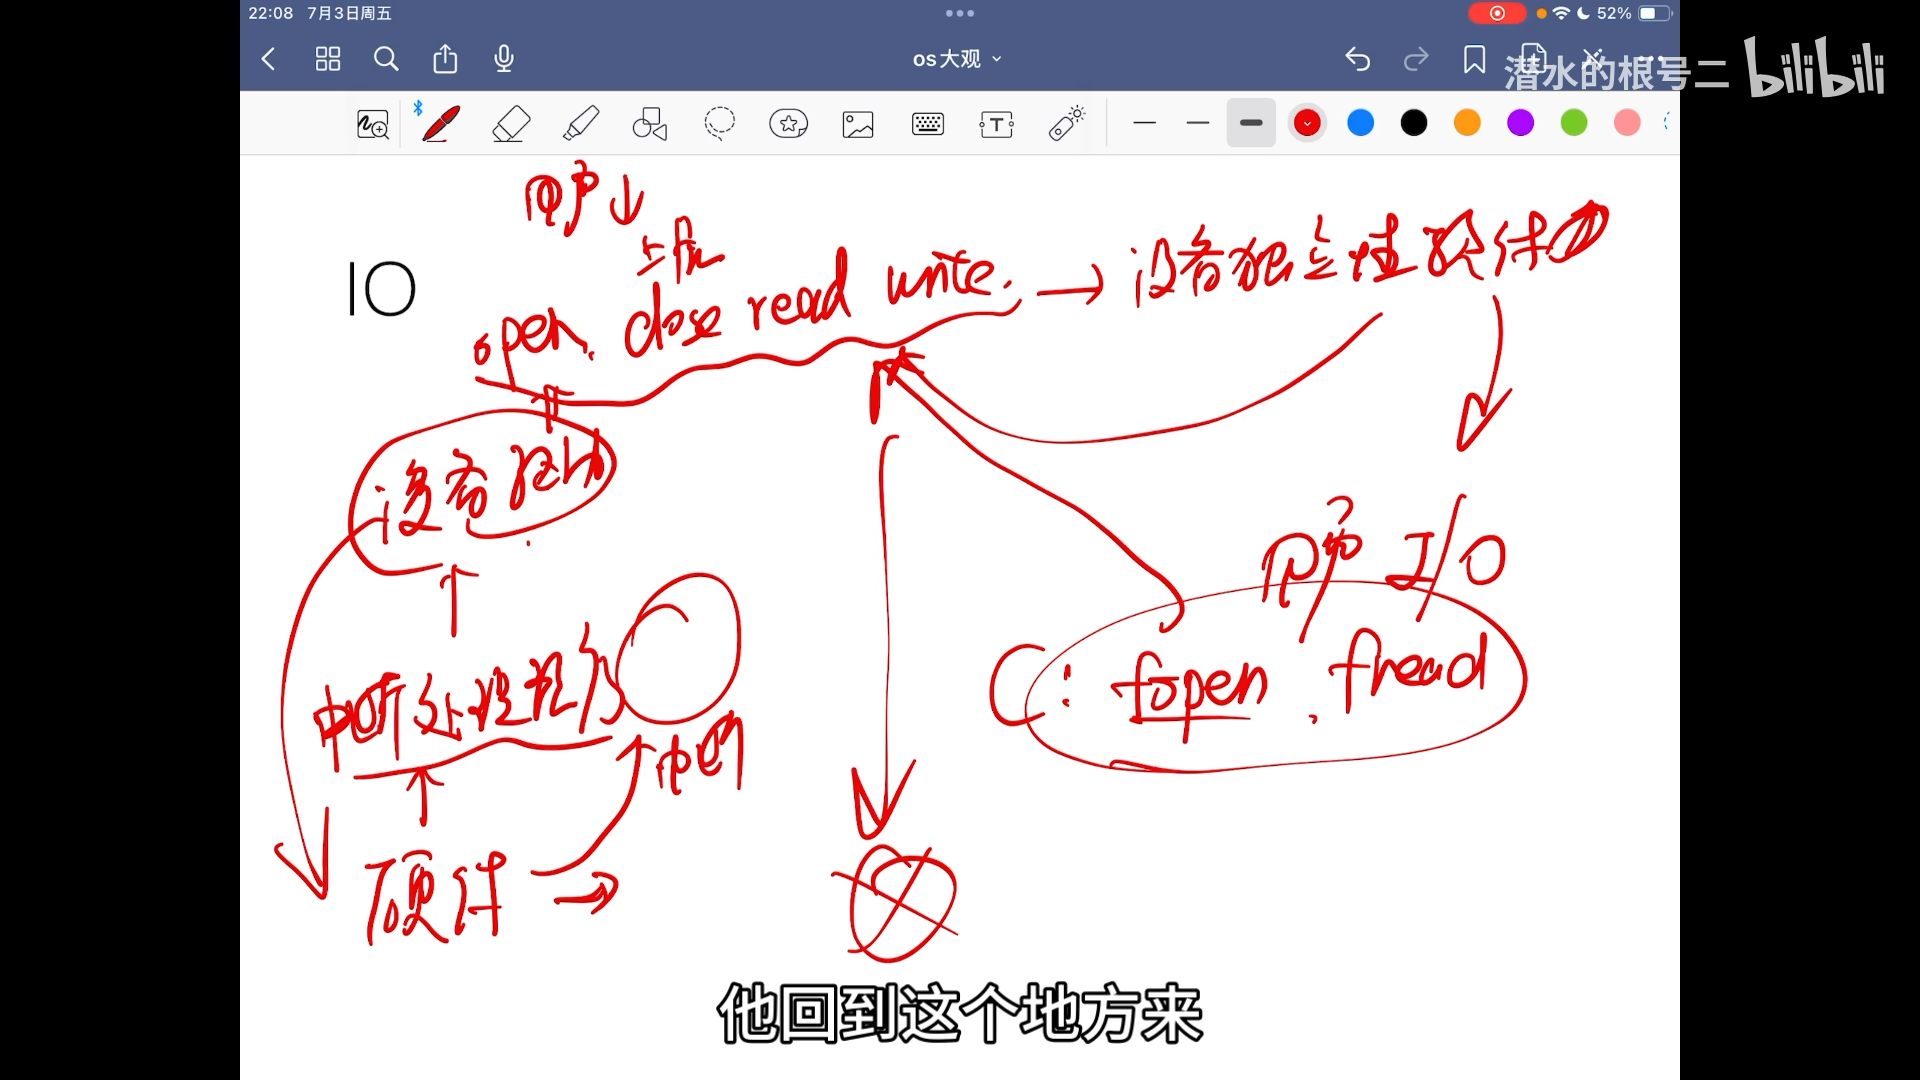 22:08 7月3日周五
52%
os大观
潜水的根号二 bilibili
用户
上层
IO
open. close read write. → 设备独立性软件
设备驱动
用户 I/O
C: fopen, fread
中断处理程序
中断
硬件
他回到这个地方来